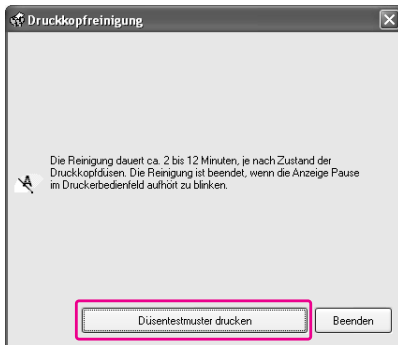 Druckkopfreinigung
Die Reinigung dauert ca. 2 bis 12 Minuten, je nach Zustand der
Druckkopfdüsen. Die Reinigung ist beendet, wenn die Anzeige Pause
im Druckerbedienfeld aufhört zu blinken.
Düsentestmuster drucken
Beenden